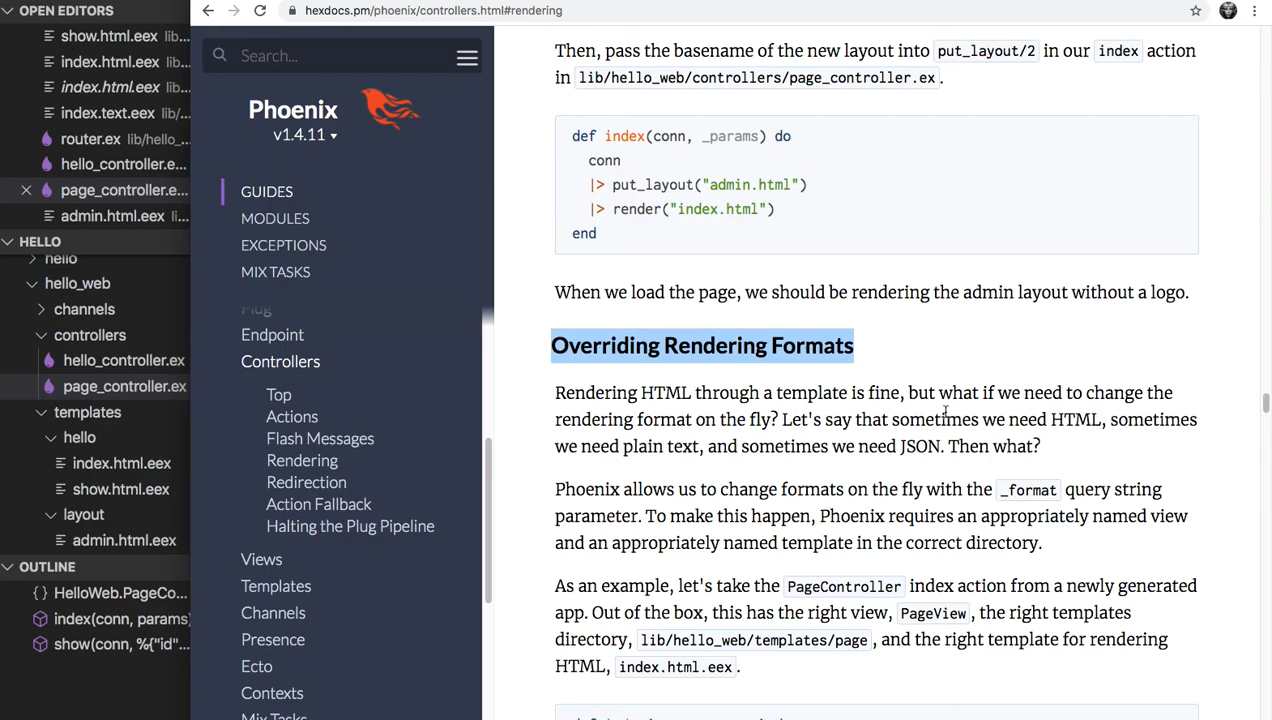 OPEN EDITORS
show.html.eex lib...
index.html.eex lib...
index.html.eex lib...
index.text.eex lib/...
router.ex lib/hello_...
hello_controller.e...
page_controller.e...
admin.html.eex li...
HELLO
hello
hello_web
channels
controllers
hello_controller.ex
page_controller.ex
templates
hello
index.html.eex
show.html.eex
layout
admin.html.eex
OUTLINE
{} HelloWeb.PageCo...
index(conn, params)
show(conn, %{"id"...
hexdocs.pm/phoenix/controllers.html#rendering
Search...
Phoenix
v1.4.11
GUIDES
MODULES
EXCEPTIONS
MIX TASKS
Plug
Endpoint
Controllers
Top
Actions
Flash Messages
Rendering
Redirection
Action Fallback
Halting the Plug Pipeline
Views
Templates
Channels
Presence
Ecto
Contexts
Mix Tasks
Then, pass the basename of the new layout into put_layout/2 in our index action
in lib/hello_web/controllers/page_controller.ex.
def index(conn, _params) do
conn
|> put_layout("admin.html")
|> render("index.html")
end
When we load the page, we should be rendering the admin layout without a logo.
Overriding Rendering Formats
Rendering HTML through a template is fine, but what if we need to change the
rendering format on the fly? Let's say that sometimes we need HTML, sometimes
we need plain text, and sometimes we need JSON. Then what?
Phoenix allows us to change formats on the fly with the _format query string
parameter. To make this happen, Phoenix requires an appropriately named view
and an appropriately named template in the correct directory.
As an example, let's take the PageController index action from a newly generated
app. Out of the box, this has the right view, PageView, the right templates
directory, lib/hello_web/templates/page, and the right template for rendering
HTML, index.html.eex.